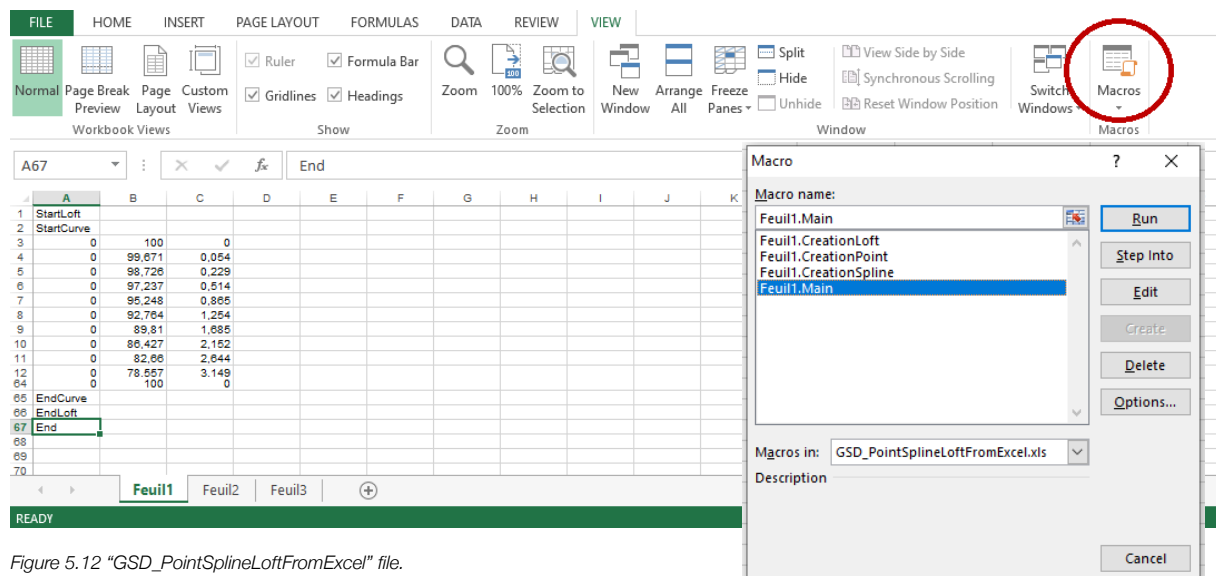 FILE HOME INSERT PAGE LAYOUT FORMULAS DATA REVIEW VIEW
Normal Page Break Preview Page Layout Custom Views
Workbook Views
Ruler Formula Bar
Gridlines Headings
Show
Zoom 100% Zoom to Selection
Zoom
New Window Arrange All Freeze Panes
Split
Hide
Unhide
View Side by Side
Synchronous Scrolling
Reset Window Position
Switch Windows
Window
Macros
Macros
A67 fx End
A B C D E F G H I J K
1 StartLoft
2 StartCurve
3 0 100 0
4 0 99,671 0,054
5 0 98,726 0,229
6 0 97,237 0,514
7 0 95,248 0,865
8 0 92,764 1,254
9 0 89,81 1,685
10 0 86,427 2,152
11 0 82,66 2,644
12 0 78.557 3.149
64 0 100 0
65 EndCurve
66 EndLoft
67 End
68
69
70
Feuil1 Feuil2 Feuil3
READY
Macro ?
Macro name:
Feuil1.Main
Feuil1.CreationLoft
Feuil1.CreationPoint
Feuil1.CreationSpline
Feuil1.Main
Run
Step Into
Edit
Create
Delete
Options...
Macros in: GSD_PointSplineLoftFromExcel.xls
Description
Cancel
Figure 5.12 “GSD_PointSplineLoftFromExcel” file.